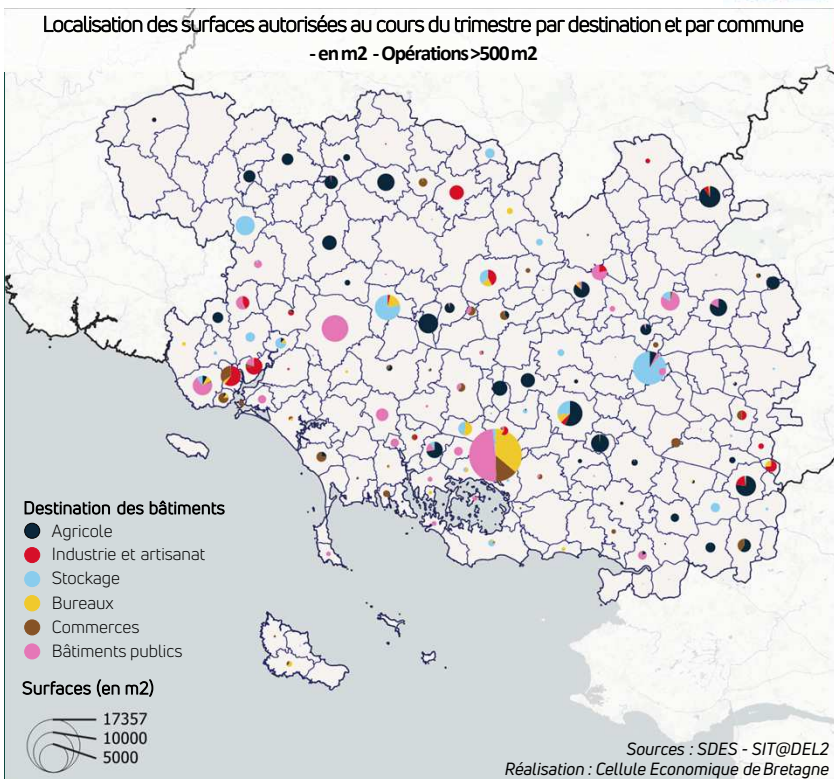 Localisation des surfaces autorisées au cours du trimestre par destination et par commune
- en m2 - Opérations >500 m2
Destination des bâtiments
Agricole
Industrie et artisanat
Stockage
Bureaux
Commerces
Bâtiments publics
Surfaces (en m2)
17357
10000
5000
Sources : SDES - SIT@DEL2
Réalisation : Cellule Economique de Bretagne